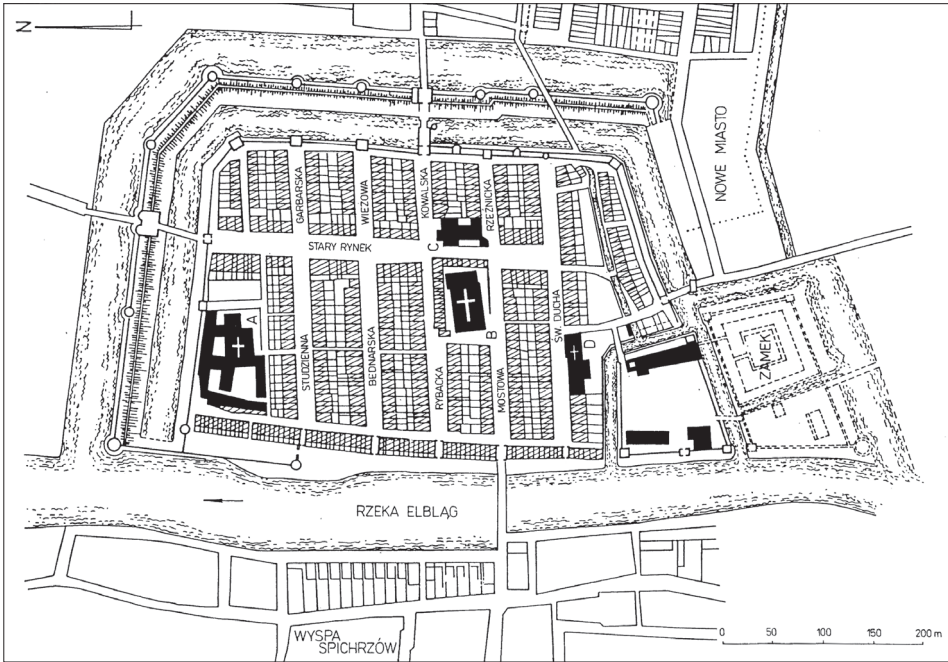 N
NOWE MIASTO
GARBARSKA
WIEŻOWA
KOWALSKA
RZEŹNICKA
STARY RYNEK
C
A
B
D
STUDZIENNA
BEDNARSKA
RYBACKA
MOSTOWA
ŚW. DUCHA
ZAMEK
RZEKA ELBLĄG
WYSPA
SPICHRZÓW
0 50 100 150 200 m